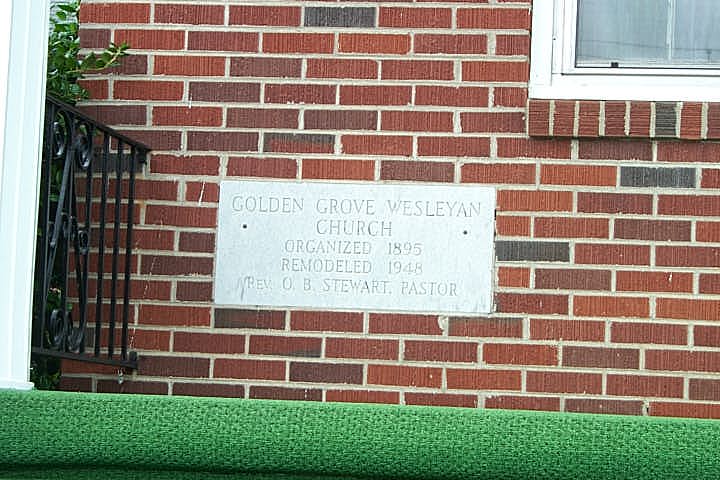 GOLDEN GROVE WESLEYAN
CHURCH
ORGANIZED 1895
REMODELED 1948
REV. O. B. STEWART, PASTOR